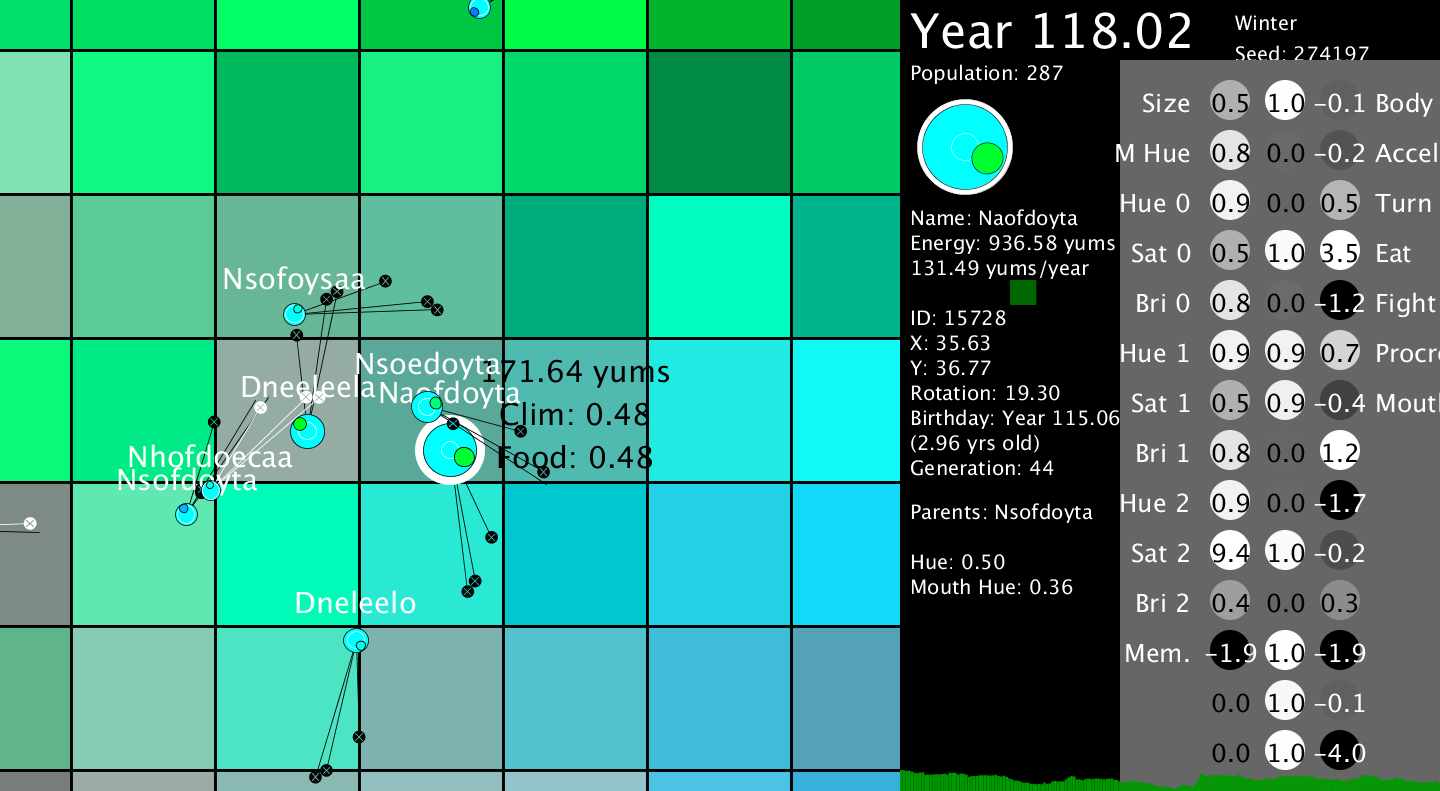 Nsofoysaa
Nsoedoyta
Dneeleela
Naofdoyta
Nhofdoecaa
Nsofdoyta
Dneleelo
171.64 yums
Clim: 0.48
Food: 0.48
Year 118.02
Winter
Seed: 274197
Population: 287
Name: Naofdoyta
Energy: 936.58 yums
131.49 yums/year
ID: 15728
X: 35.63
Y: 36.77
Rotation: 19.30
Birthday: Year 115.06
(2.96 yrs old)
Generation: 44
Parents: Nsofdoyta
Hue: 0.50
Mouth Hue: 0.36
Size 0.5 1.0 -0.1 Body
M Hue 0.8 0.0 -0.2 Accel
Hue 0 0.9 0.0 0.5 Turn
Sat 0 0.5 1.0 3.5 Eat
Bri 0 0.8 0.0 -1.2 Fight
Hue 1 0.9 0.9 0.7 Procre
Sat 1 0.5 0.9 -0.4 Mouth
Bri 1 0.8 0.0 1.2
Hue 2 0.9 0.0 -1.7
Sat 2 9.4 1.0 -0.2
Bri 2 0.4 0.0 0.3
Mem. -1.9 1.0 -1.9
0.0 1.0 -0.1
0.0 1.0 -4.0